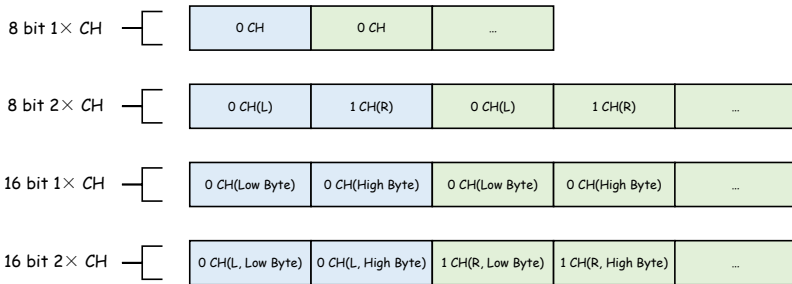 8 bit 1× CH 0 CH 0 CH ...
8 bit 2× CH 0 CH(L) 1 CH(R) 0 CH(L) 1 CH(R) ...
16 bit 1× CH 0 CH(Low Byte) 0 CH(High Byte) 0 CH(Low Byte) 0 CH(High Byte) ...
16 bit 2× CH 0 CH(L, Low Byte) 0 CH(L, High Byte) 1 CH(R, Low Byte) 1 CH(R, High Byte) ...